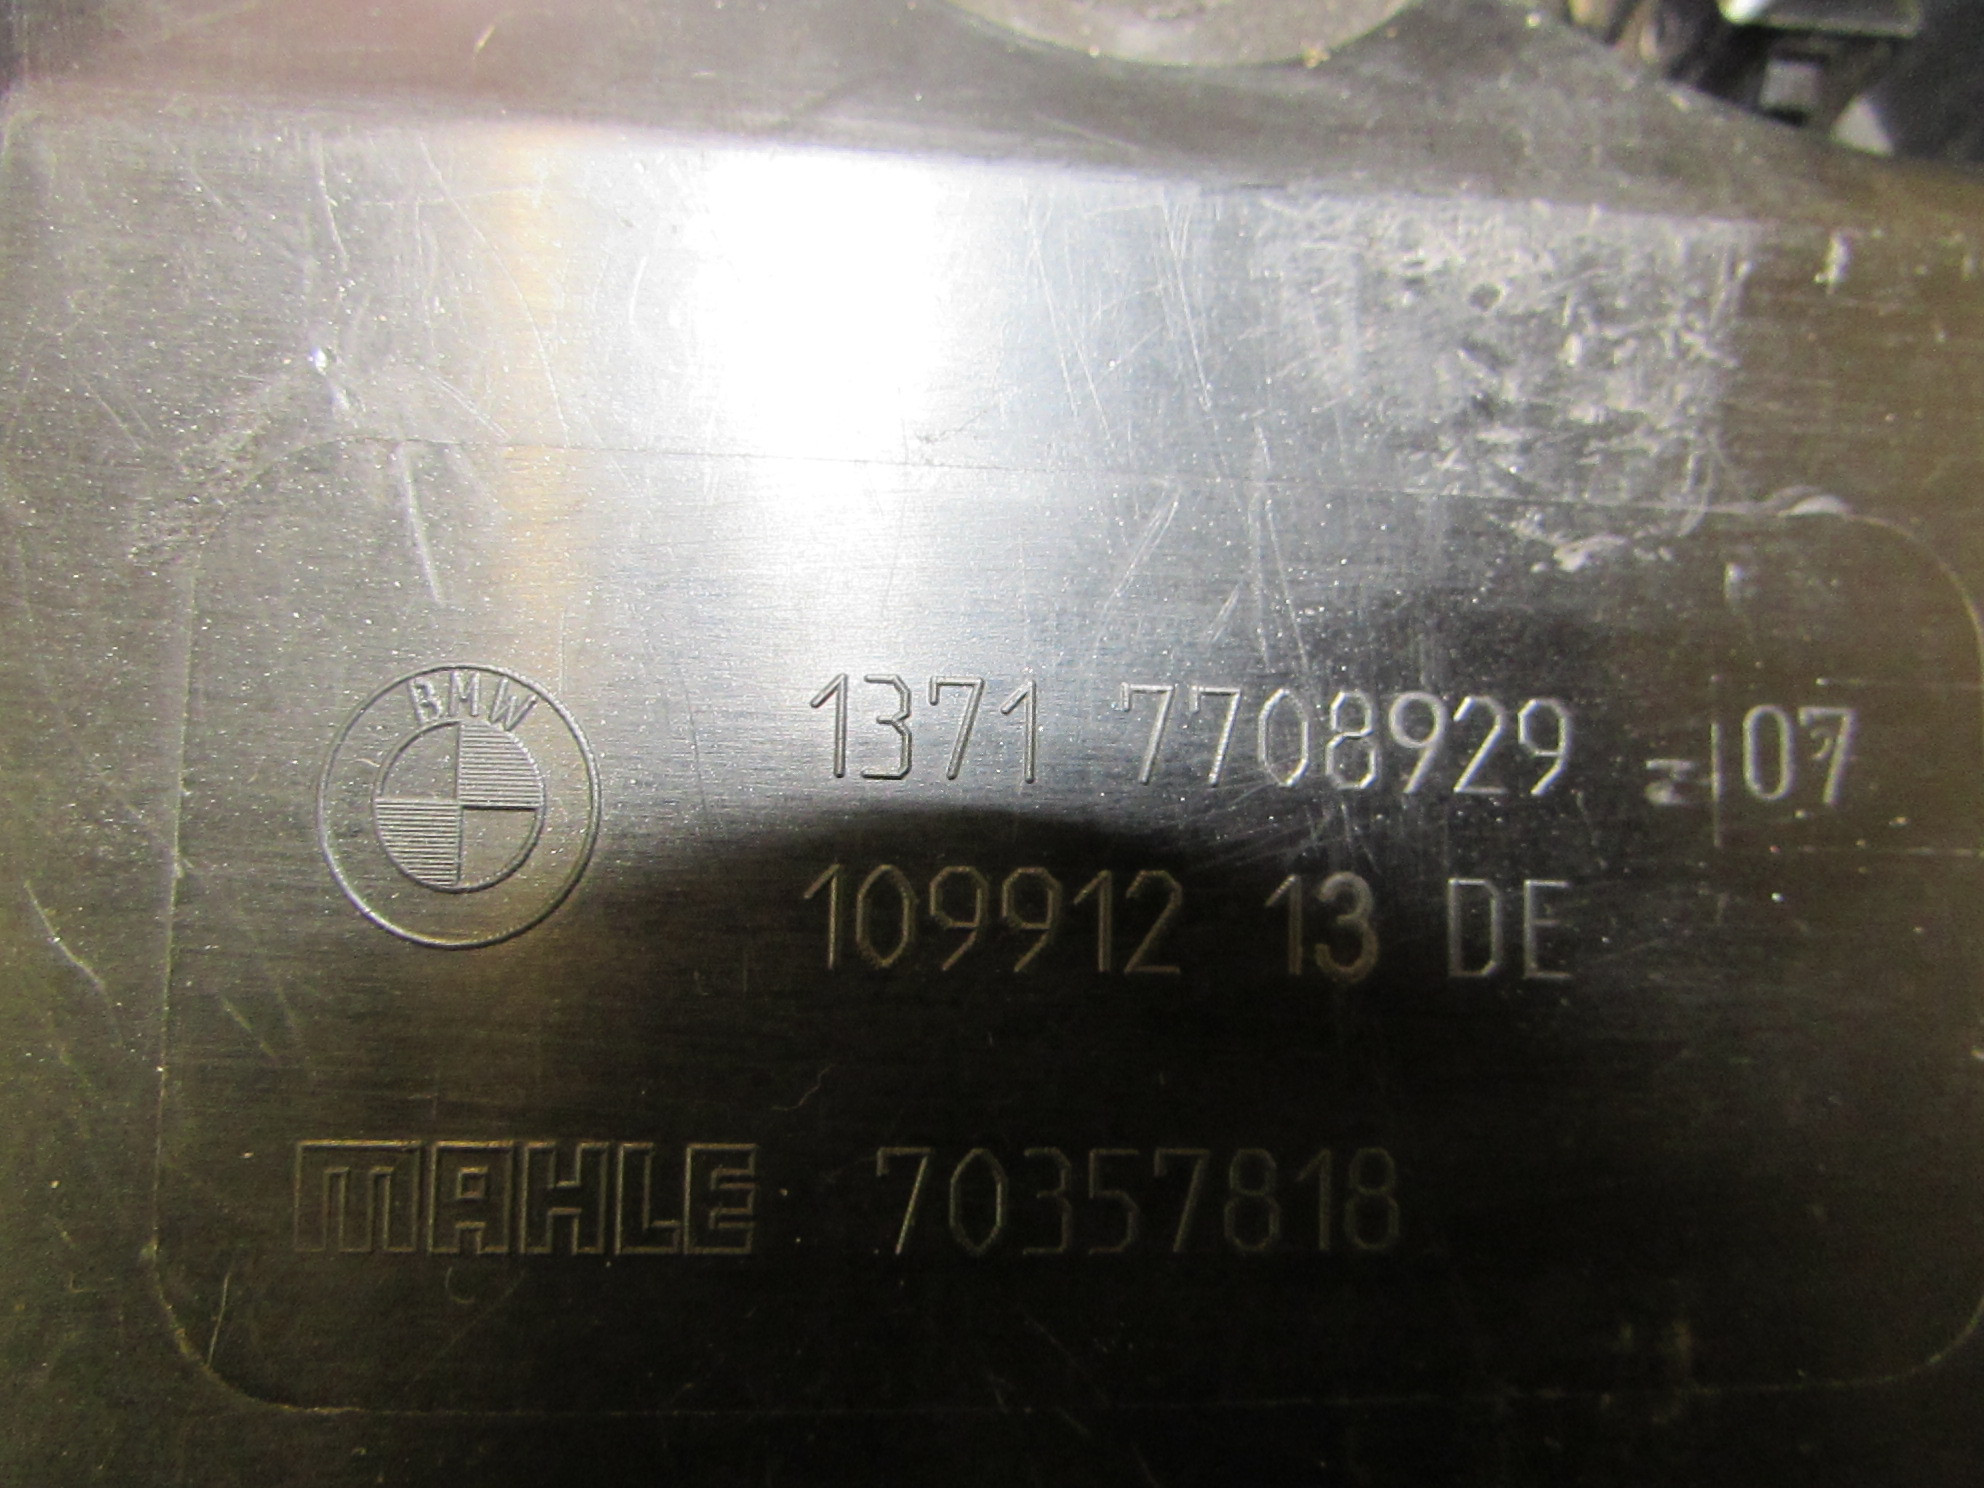 BMW
1371 7708929 - 07
109912 13 DE
MAHLE 70357818